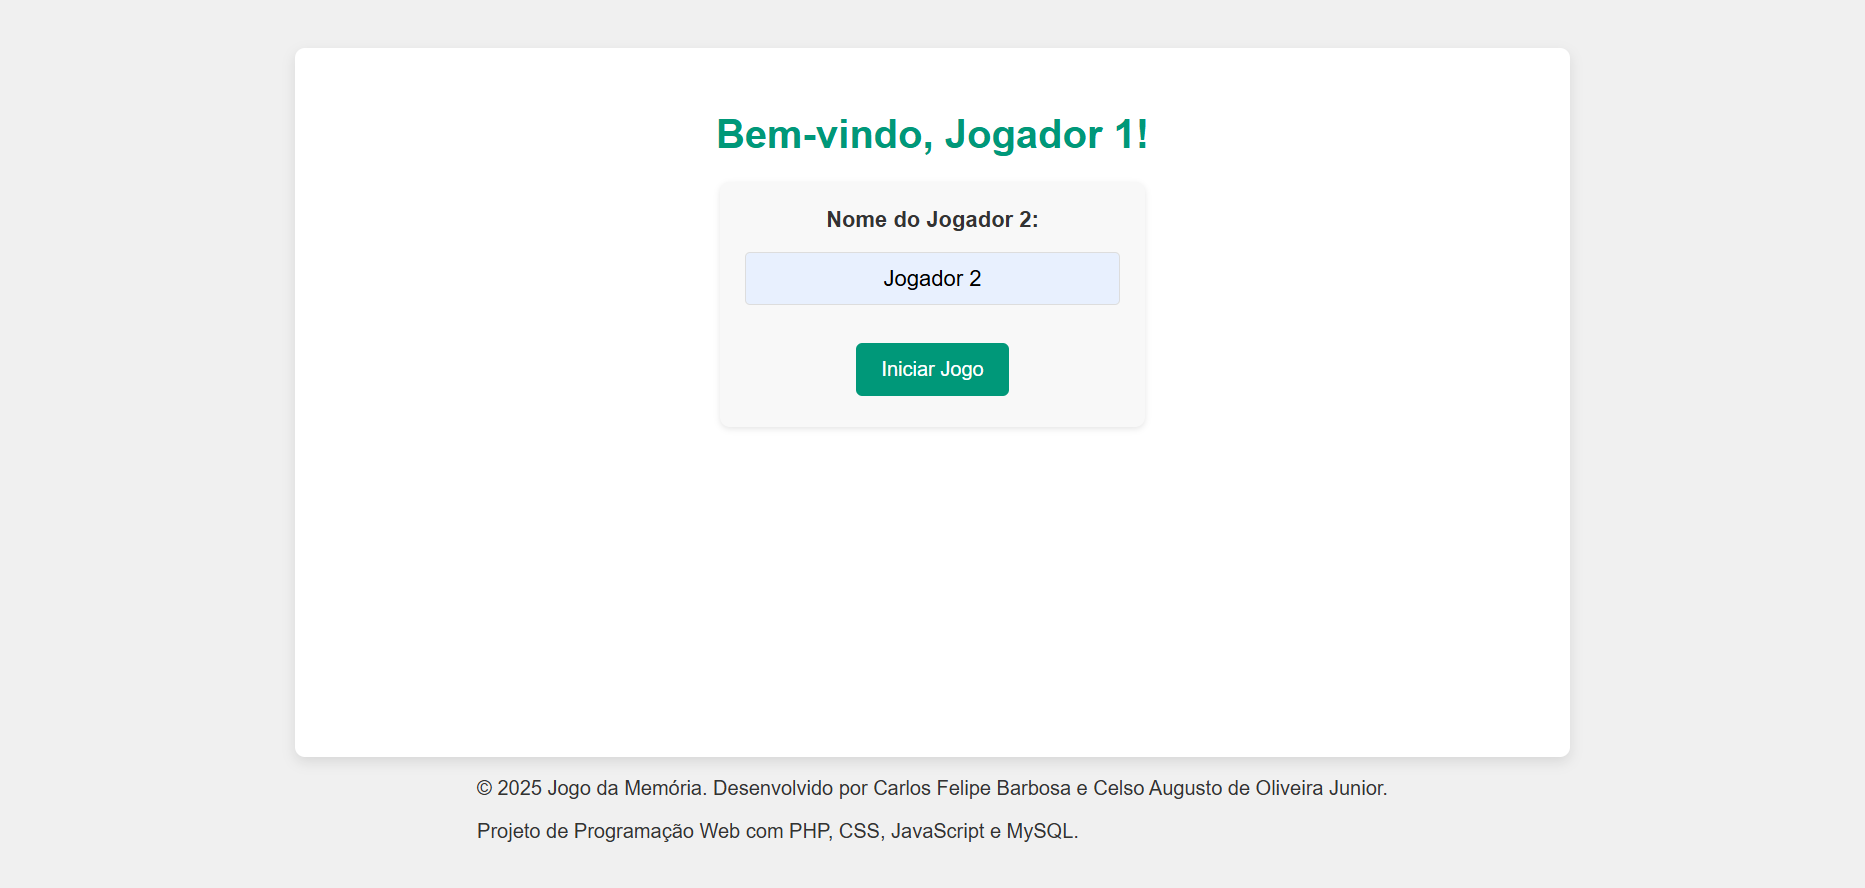 Bem-vindo, Jogador 1!
Nome do Jogador 2:
Jogador 2
Iniciar Jogo
© 2025 Jogo da Memória. Desenvolvido por Carlos Felipe Barbosa e Celso Augusto de Oliveira Junior.
Projeto de Programação Web com PHP, CSS, JavaScript e MySQL.